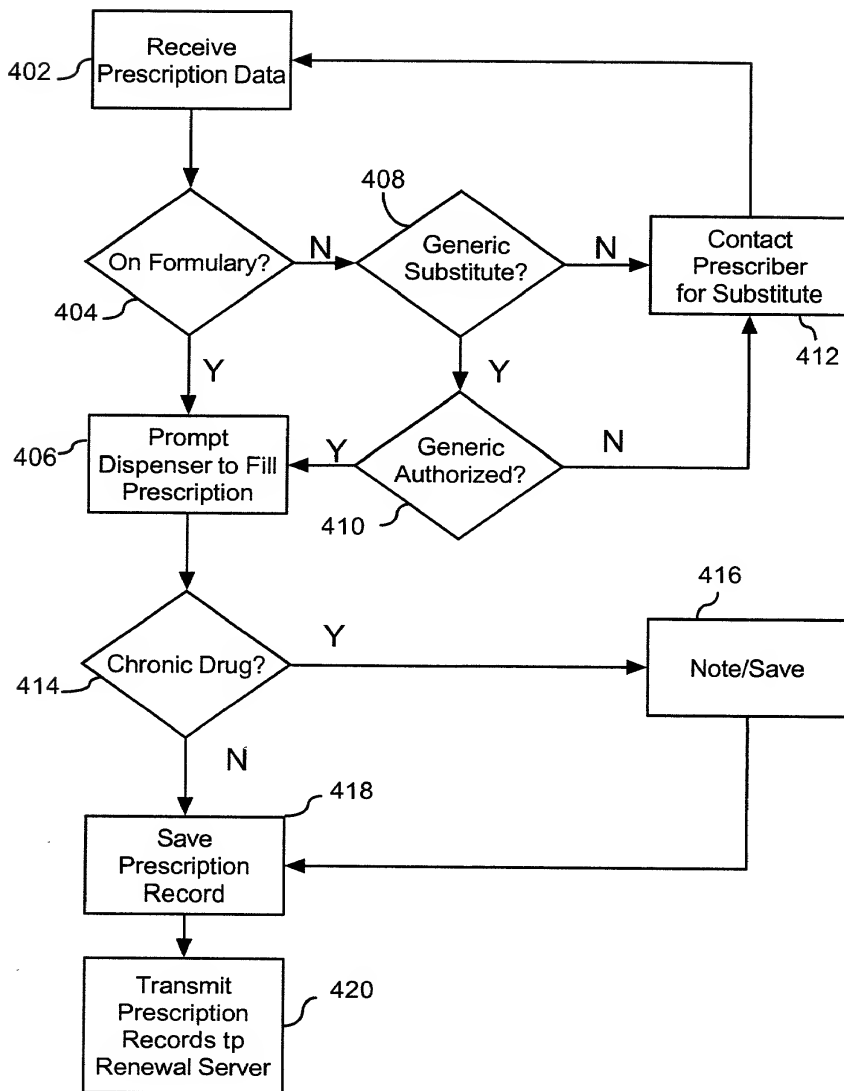 Receive
Prescription Data
402
408
On Formulary?
N
Generic
Substitute?
N
Contact
Prescriber
for Substitute
404
412
Y
Y
406
Prompt
Dispenser to Fill
Prescription
Y
Generic
Authorized?
N
410
416
Chronic Drug?
Y
Note/Save
414
N
418
Save
Prescription
Record
Transmit
Prescription
Records tp
Renewal Server
420